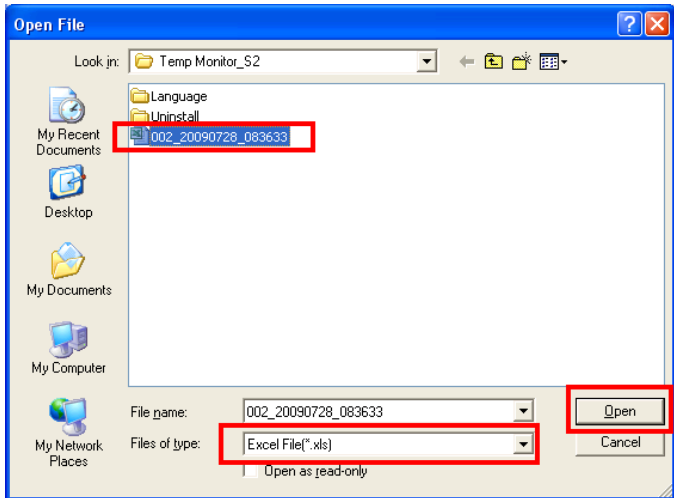 Open File
Look in: Temp Monitor_S2
Language
Uninstall
002_20090728_083633
My Recent
Documents
Desktop
My Documents
My Computer
My Network
Places
File name: 002_20090728_083633 Open
Files of type: Excel File(*.xls) Cancel
Open as read-only